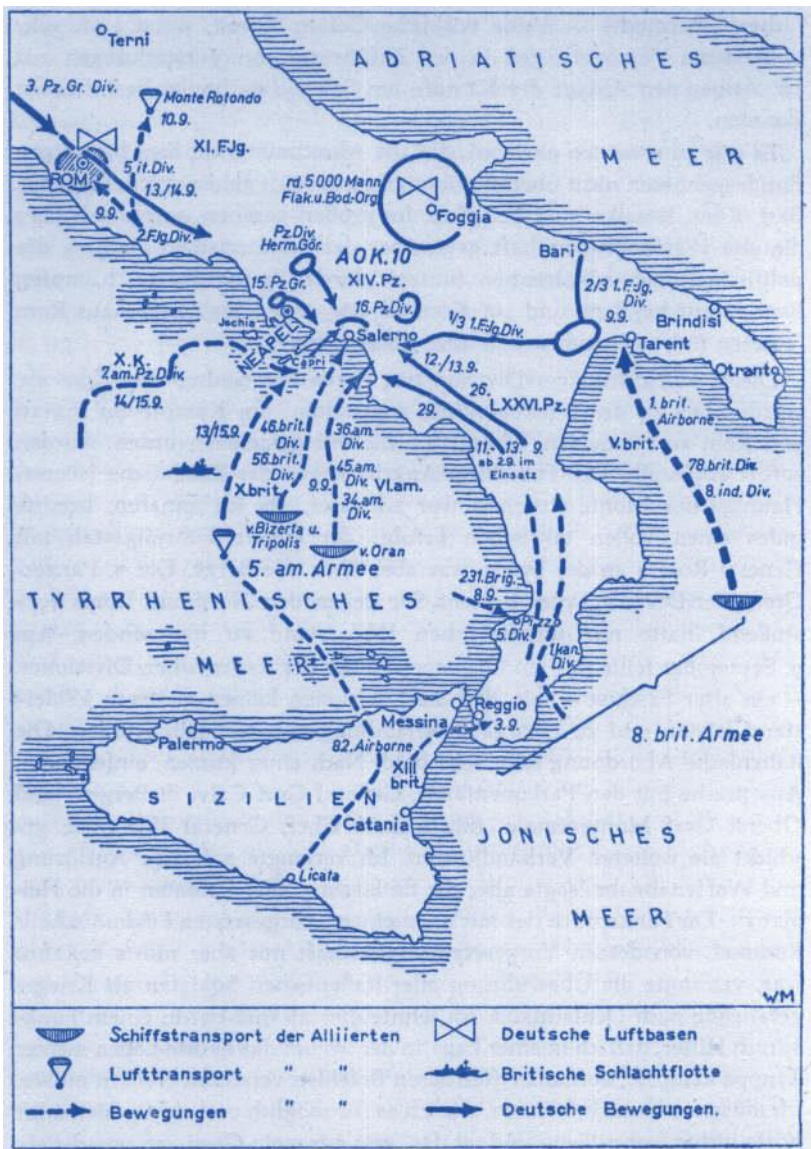 Terni
ADRIATISCHES
MEER
3. Pz. Gr. Div.
Monte Rotondo
10.9.
XI. FJg.
ROM
5. it. Div.
13./14.9.
9.9.
2. FJg. Div.
rd. 5 000 Mann
Flak. u. Bod-Org
Foggia
Pz. Div
Herm. Gör.
AOK.10
XIV. Pz.
15. Pz. Gr.
16. Pz Div
Bari
2/3 1. F. Jg.
Div.
9.9.
Brindisi
Tarent
Otranto
Jschia
NEAPEL
Capri
Salerno
1/3 1. FJg. Div.
12./13.9.
X. K.
7. am. Pz. Div.
14/15.9.
26.
29.
LXXVI. Pz.
11.-13. 9.
ab 2.9. im
Einsatz
1. brit.
Airborne
V. brit.
78. brit. Div.
8. ind. Div.
13/15.9.
46. brit.
Div.
56. brit.
Div.
9.9.
36. am.
Div.
45. am.
Div.
34. am.
Div.
X. brit.
VI. am.
v. Bizerta u.
Tripolis
v. Oran
5. am. Armee
TYRRHENISCHES
MEER
231. Brig.
8.9.
Pizzo
5. Div.
1. kan.
Div.
Messina
Reggio
3.9.
8. brit. Armee
Palermo
82. Airborne
XIII.
br.
SIZILIEN
Catania
Licata
JONISCHES
MEER
WM
Schiffstransport der Alliierten
Deutsche Luftbasen
Lufttransport " "
Britische Schlachtflotte
Bewegungen " "
Deutsche Bewegungen.